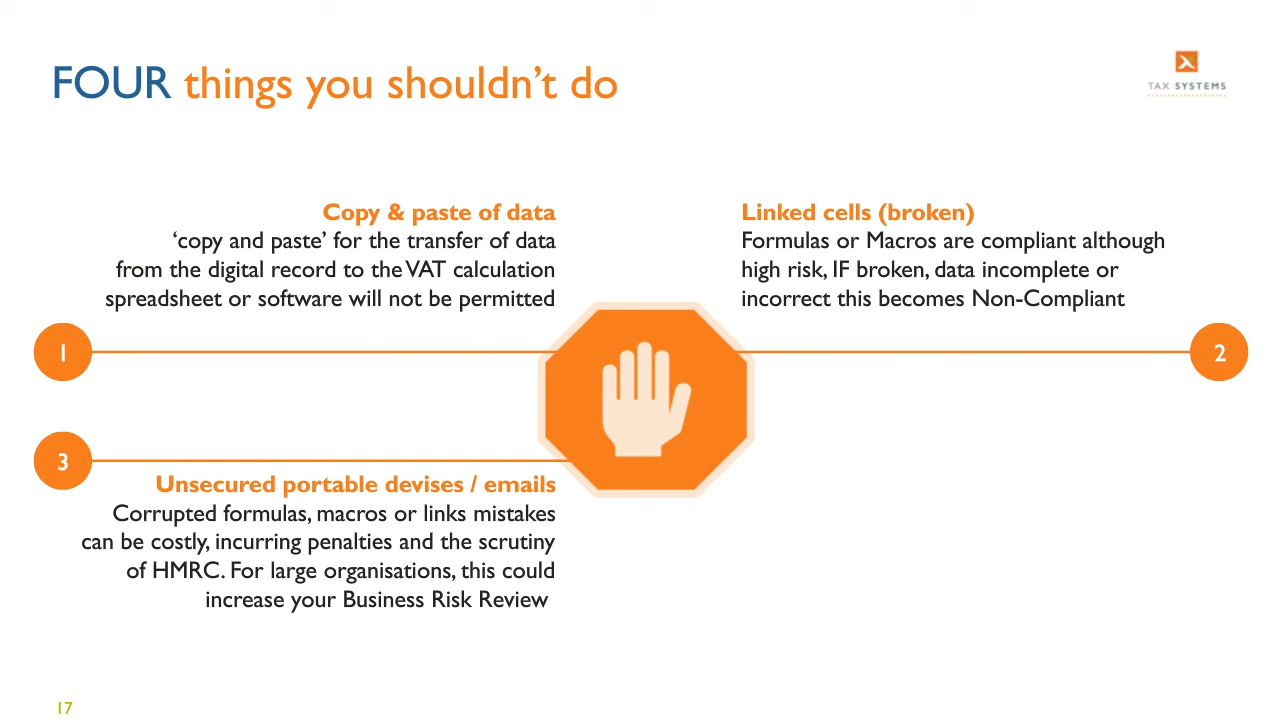 FOUR things you shouldn't do
TAX SYSTEMS
Copy & paste of data
‘copy and paste’ for the transfer of data
from the digital record to the VAT calculation
spreadsheet or software will not be permitted
Linked cells (broken)
Formulas or Macros are compliant although
high risk, IF broken, data incomplete or
incorrect this becomes Non-Compliant
1
2
3
Unsecured portable devises / emails
Corrupted formulas, macros or links mistakes
can be costly, incurring penalties and the scrutiny
of HMRC. For large organisations, this could
increase your Business Risk Review
17